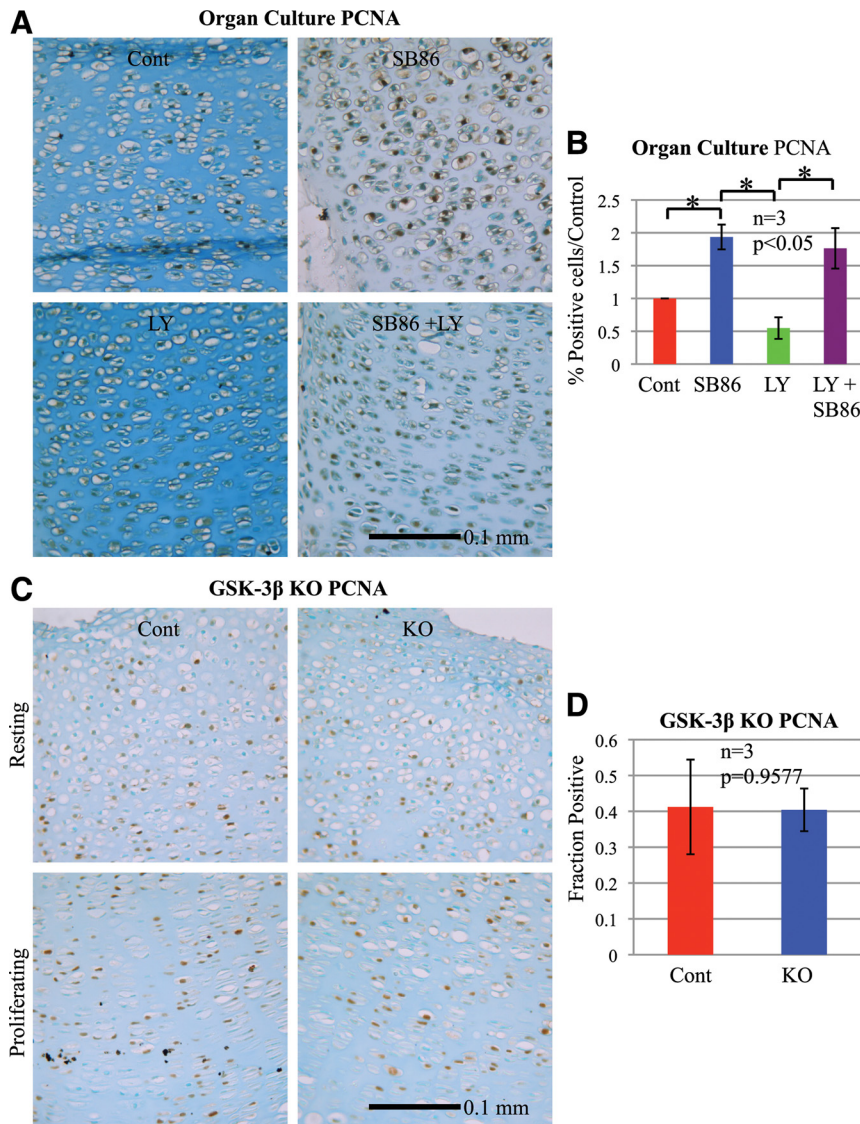 A
Organ Culture PCNA
Cont
SB86
LY
SB86 +LY
0.1 mm
B
Organ Culture PCNA
* * *
2.5
2
1.5
1
0.5
0
n=3
p<0.05
% Positive cells/Control
Cont SB86 LY LY +
SB86
C
GSK-3β KO PCNA
Cont
KO
Resting
Proliferating
0.1 mm
D
GSK-3β KO PCNA
0.6
0.5
0.4
0.3
0.2
0.1
0
n=3
p=0.9577
Fraction Positive
Cont KO